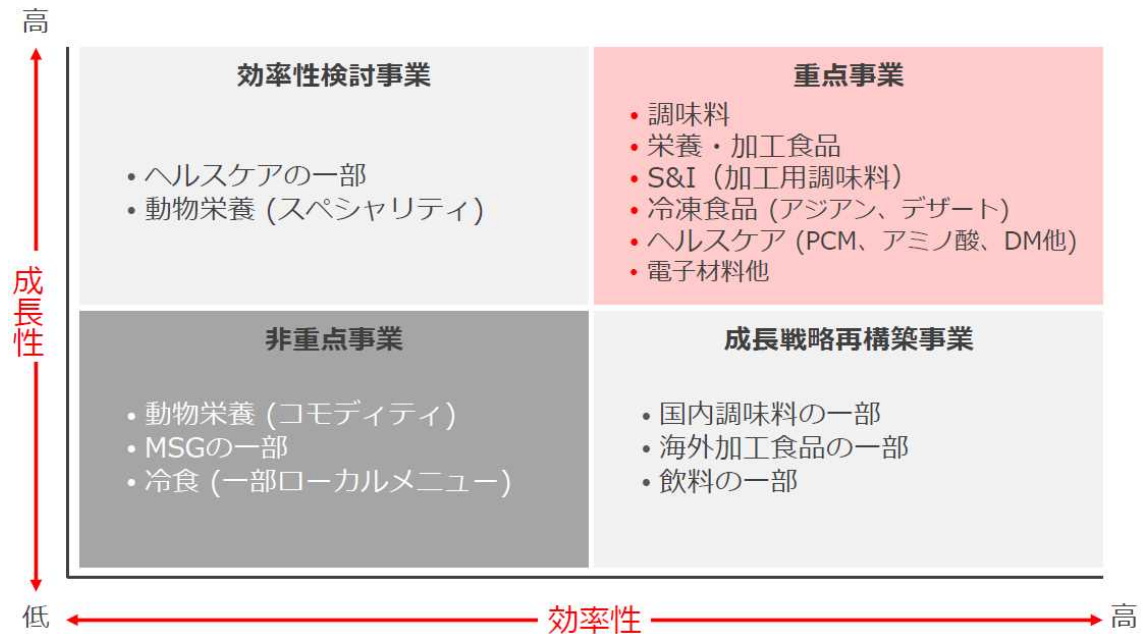 高
効率性検討事業
• ヘルスケアの一部
• 動物栄養 (スペシャリティ)
重点事業
• 調味料
• 栄養・加工食品
• S&I（加工用調味料）
• 冷凍食品 (アジアン、デザート)
• ヘルスケア (PCM、アミノ酸、DM他)
• 電子材料他
成長性
非重点事業
• 動物栄養 (コモディティ)
• MSGの一部
• 冷食 (一部ローカルメニュー)
成長戦略再構築事業
• 国内調味料の一部
• 海外加工食品の一部
• 飲料の一部
低
効率性
高